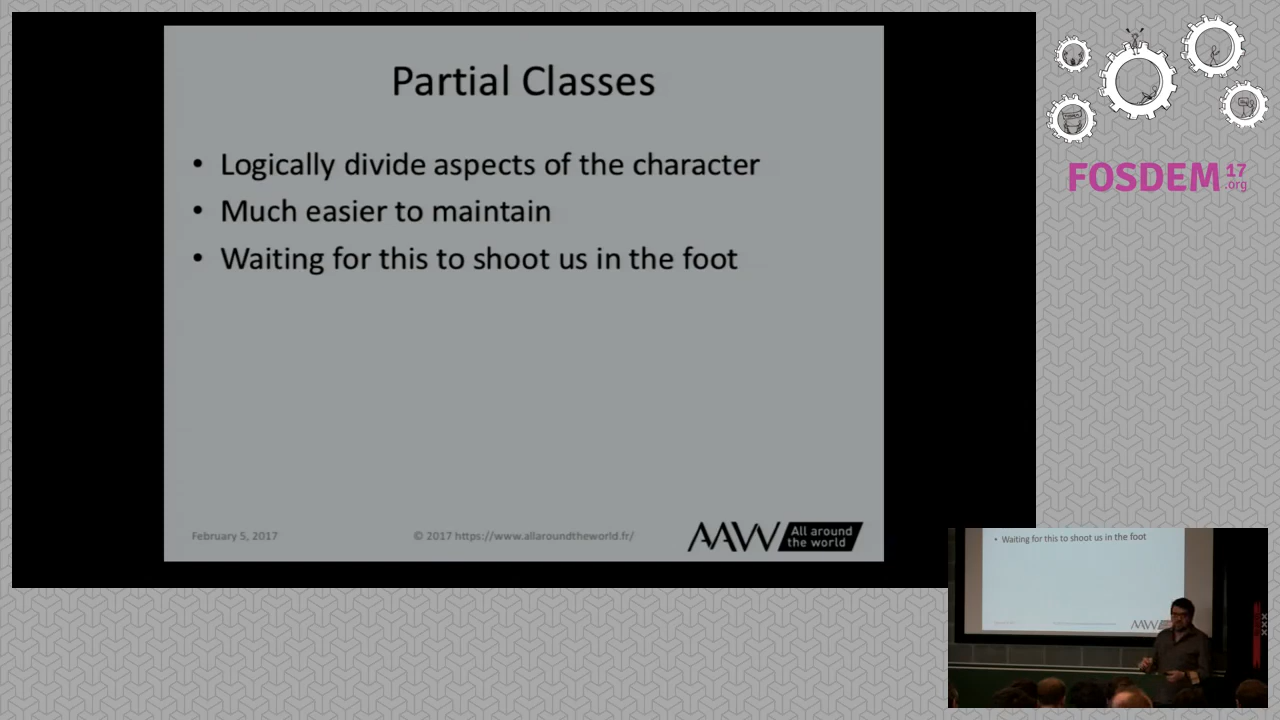 Partial Classes
• Logically divide aspects of the character
• Much easier to maintain
• Waiting for this to shoot us in the foot
February 5, 2017
© 2017 https://www.allaroundtheworld.fr/
AAW All around
the world
FOSDEM 17
.org
• Waiting for this to shoot us in the foot